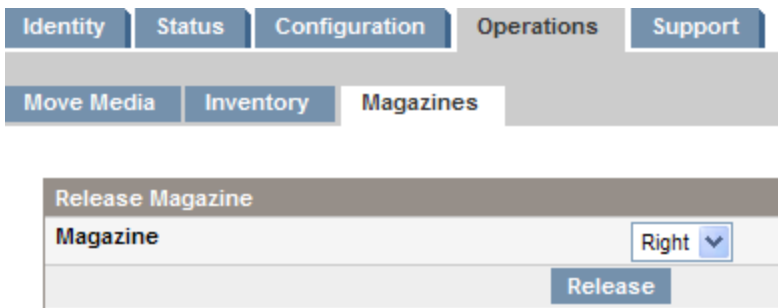 Identity Status Configuration Operations Support
Move Media Inventory Magazines
Release Magazine
Magazine Right
Release